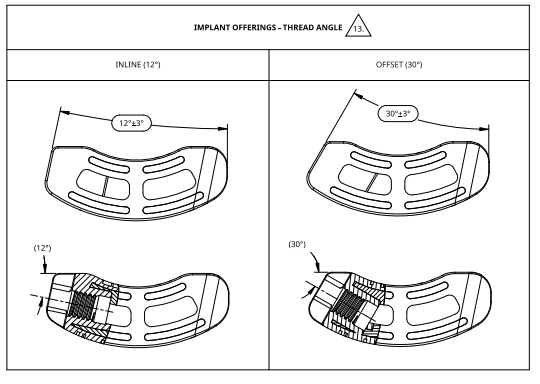 IMPLANT OFFERINGS - THREAD ANGLE 13.
INLINE (12°)
OFFSET (30°)
12°±3°
30°±3°
(12°)
(30°)